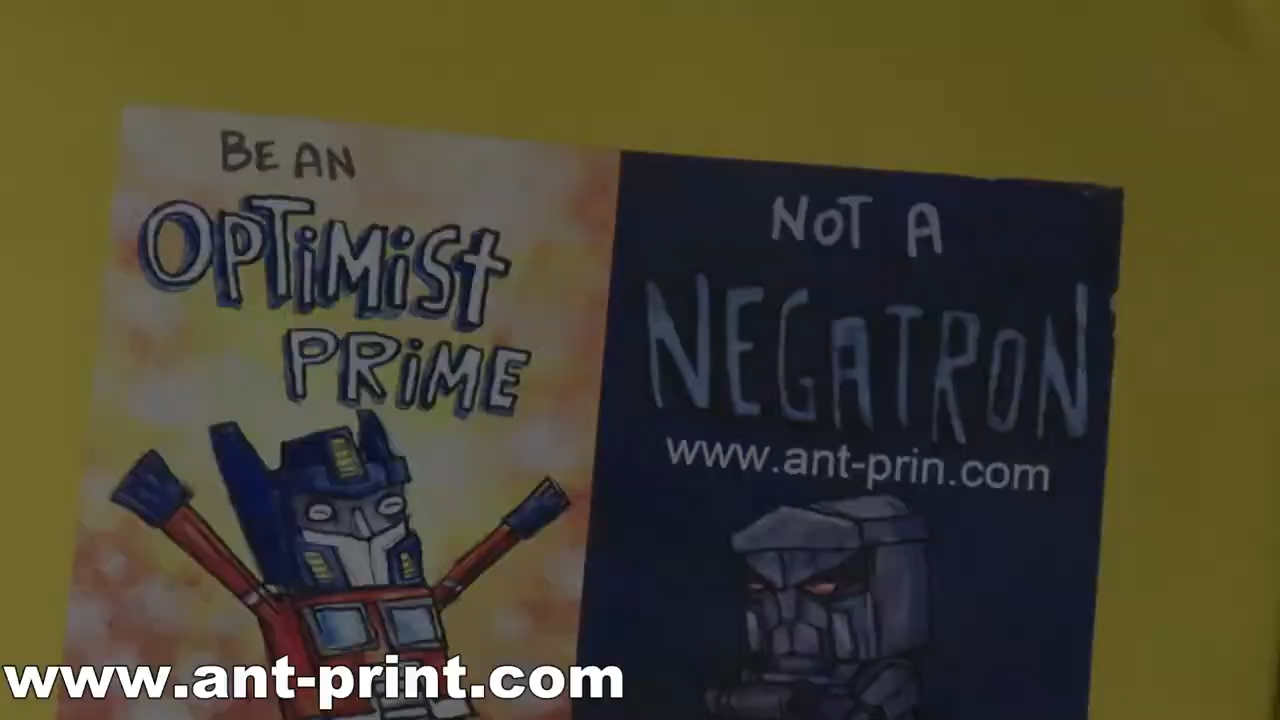 BE AN
OPTiMiSt
PRiME
NOT A
NEGATRON
www.ant-prin.com
www.ant-print.com